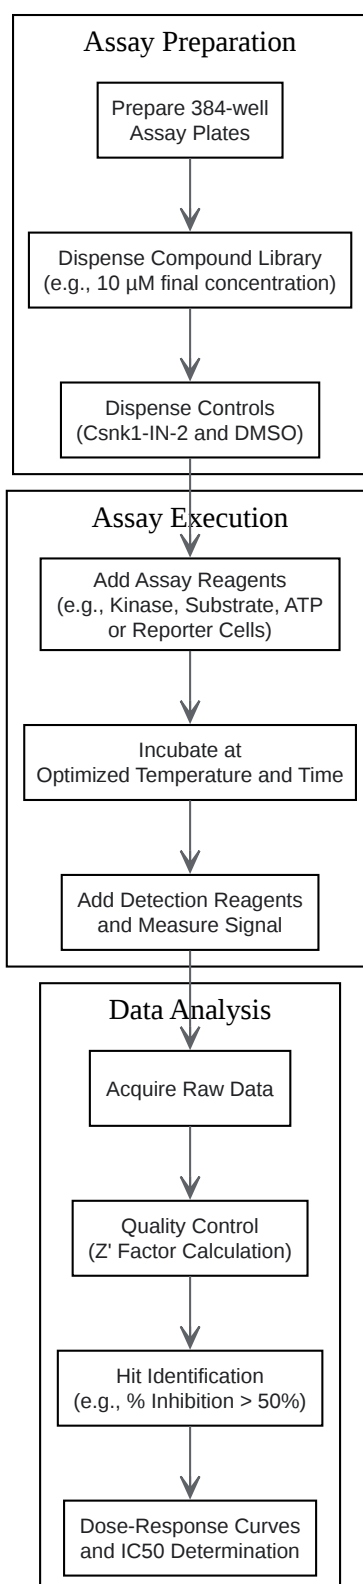 Assay Preparation
Prepare 384-well
Assay Plates
Dispense Compound Library
(e.g., 10 µM final concentration)
Dispense Controls
(Csnk1-IN-2 and DMSO)
Assay Execution
Add Assay Reagents
(e.g., Kinase, Substrate, ATP
or Reporter Cells)
Incubate at
Optimized Temperature and Time
Add Detection Reagents
and Measure Signal
Data Analysis
Acquire Raw Data
Quality Control
(Z' Factor Calculation)
Hit Identification
(e.g., % Inhibition > 50%)
Dose-Response Curves
and IC50 Determination